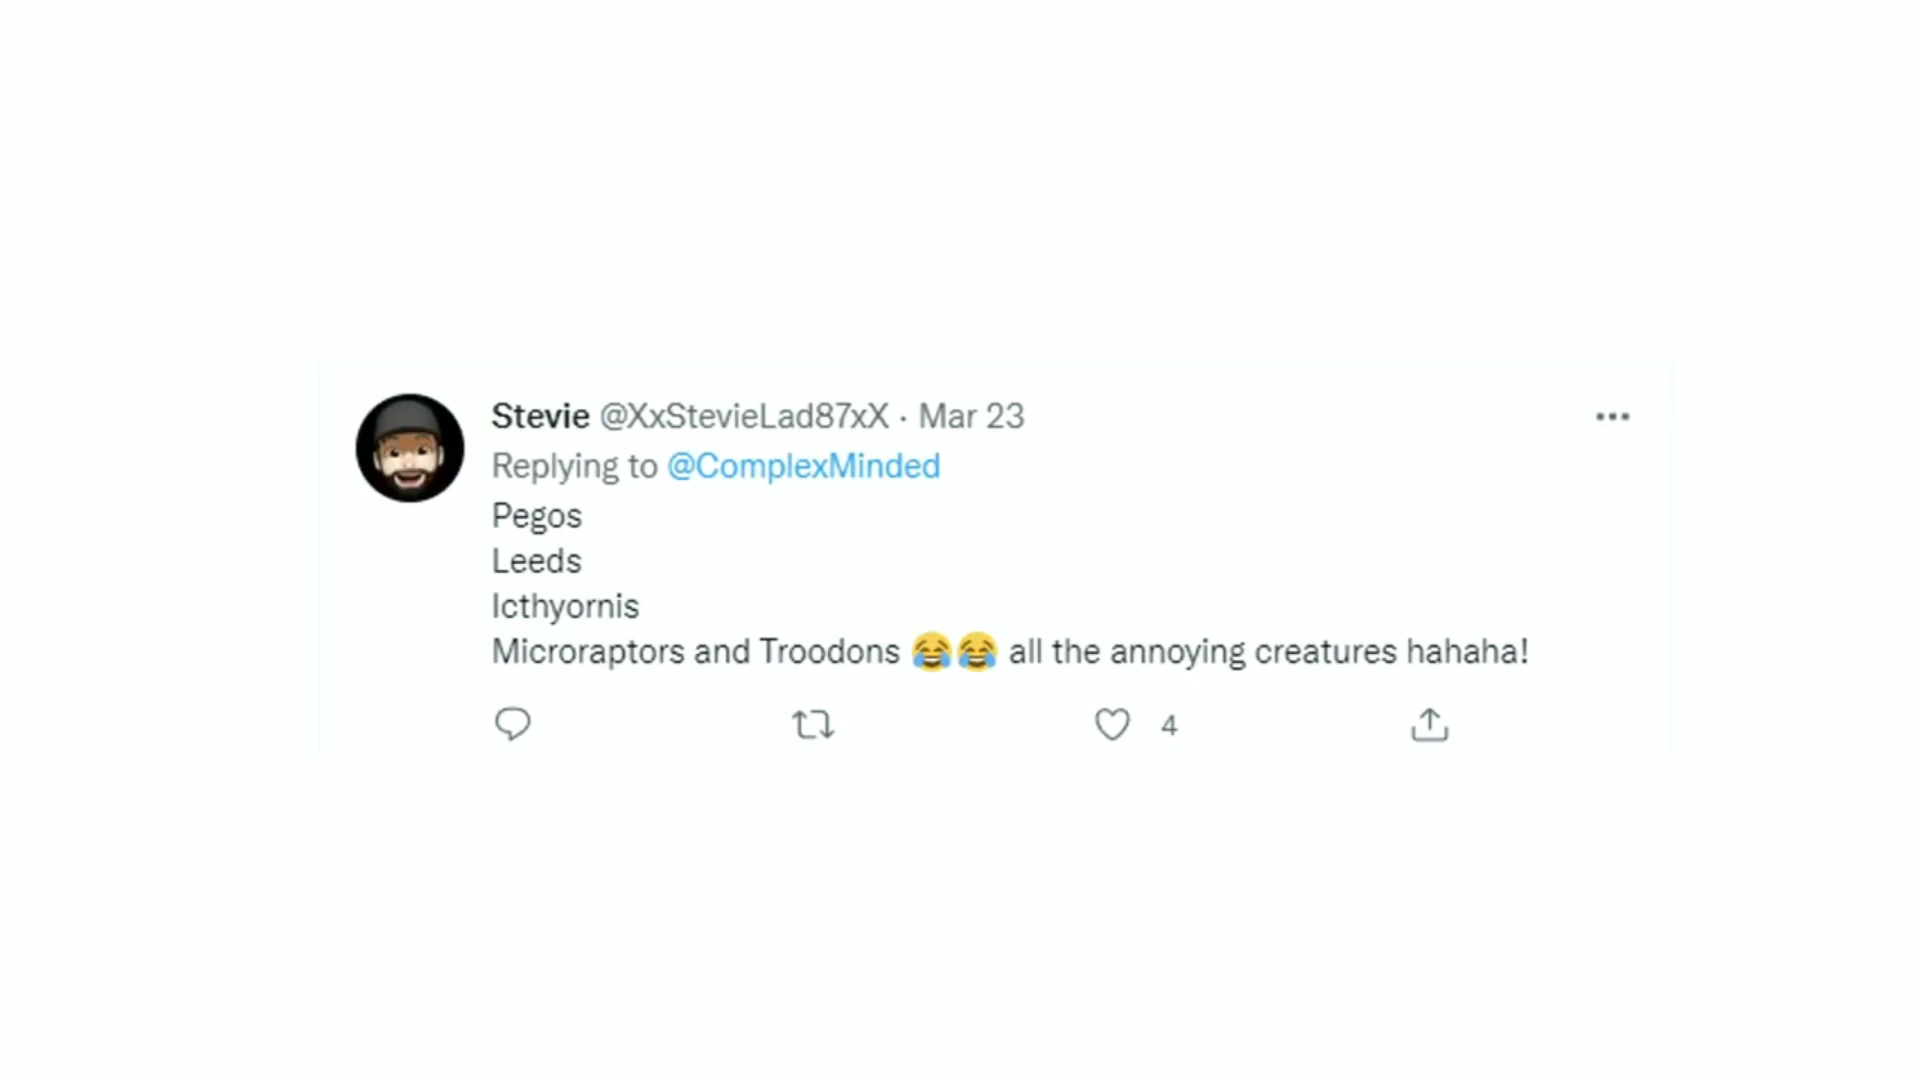 Stevie @XxStevieLad87xX · Mar 23
Replying to @ComplexMinded
Pegos
Leeds
Icthyornis
Microraptors and Troodons 😂😂 all the annoying creatures hahaha!
4